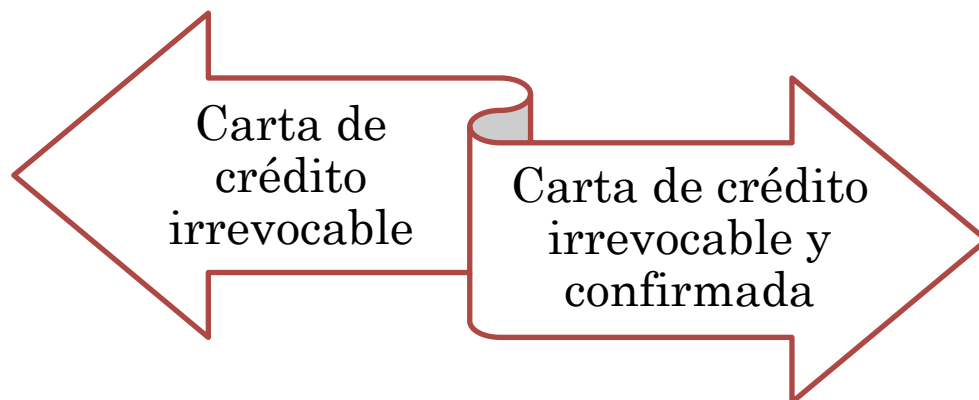 Carta de
crédito
irrevocable
Carta de crédito
irrevocable y
confirmada